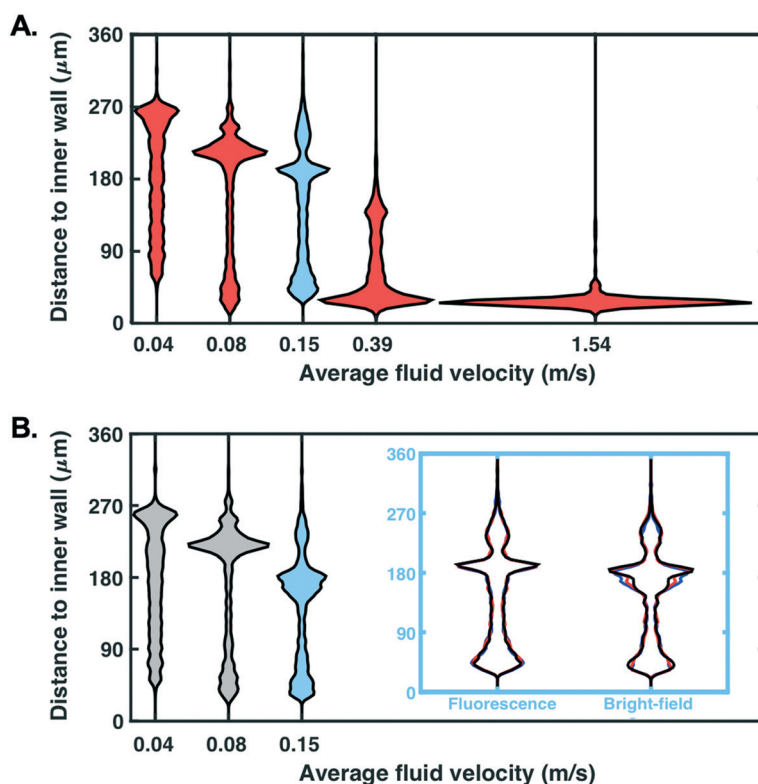 A.
360
270
180
90
0
Distance to inner wall (μm)
0.04 0.08 0.15 0.39 1.54
Average fluid velocity (m/s)
B.
360
270
180
90
0
Distance to inner wall (μm)
360
270
180
90
0
Fluorescence Bright-field
0.04 0.08 0.15
Average fluid velocity (m/s)